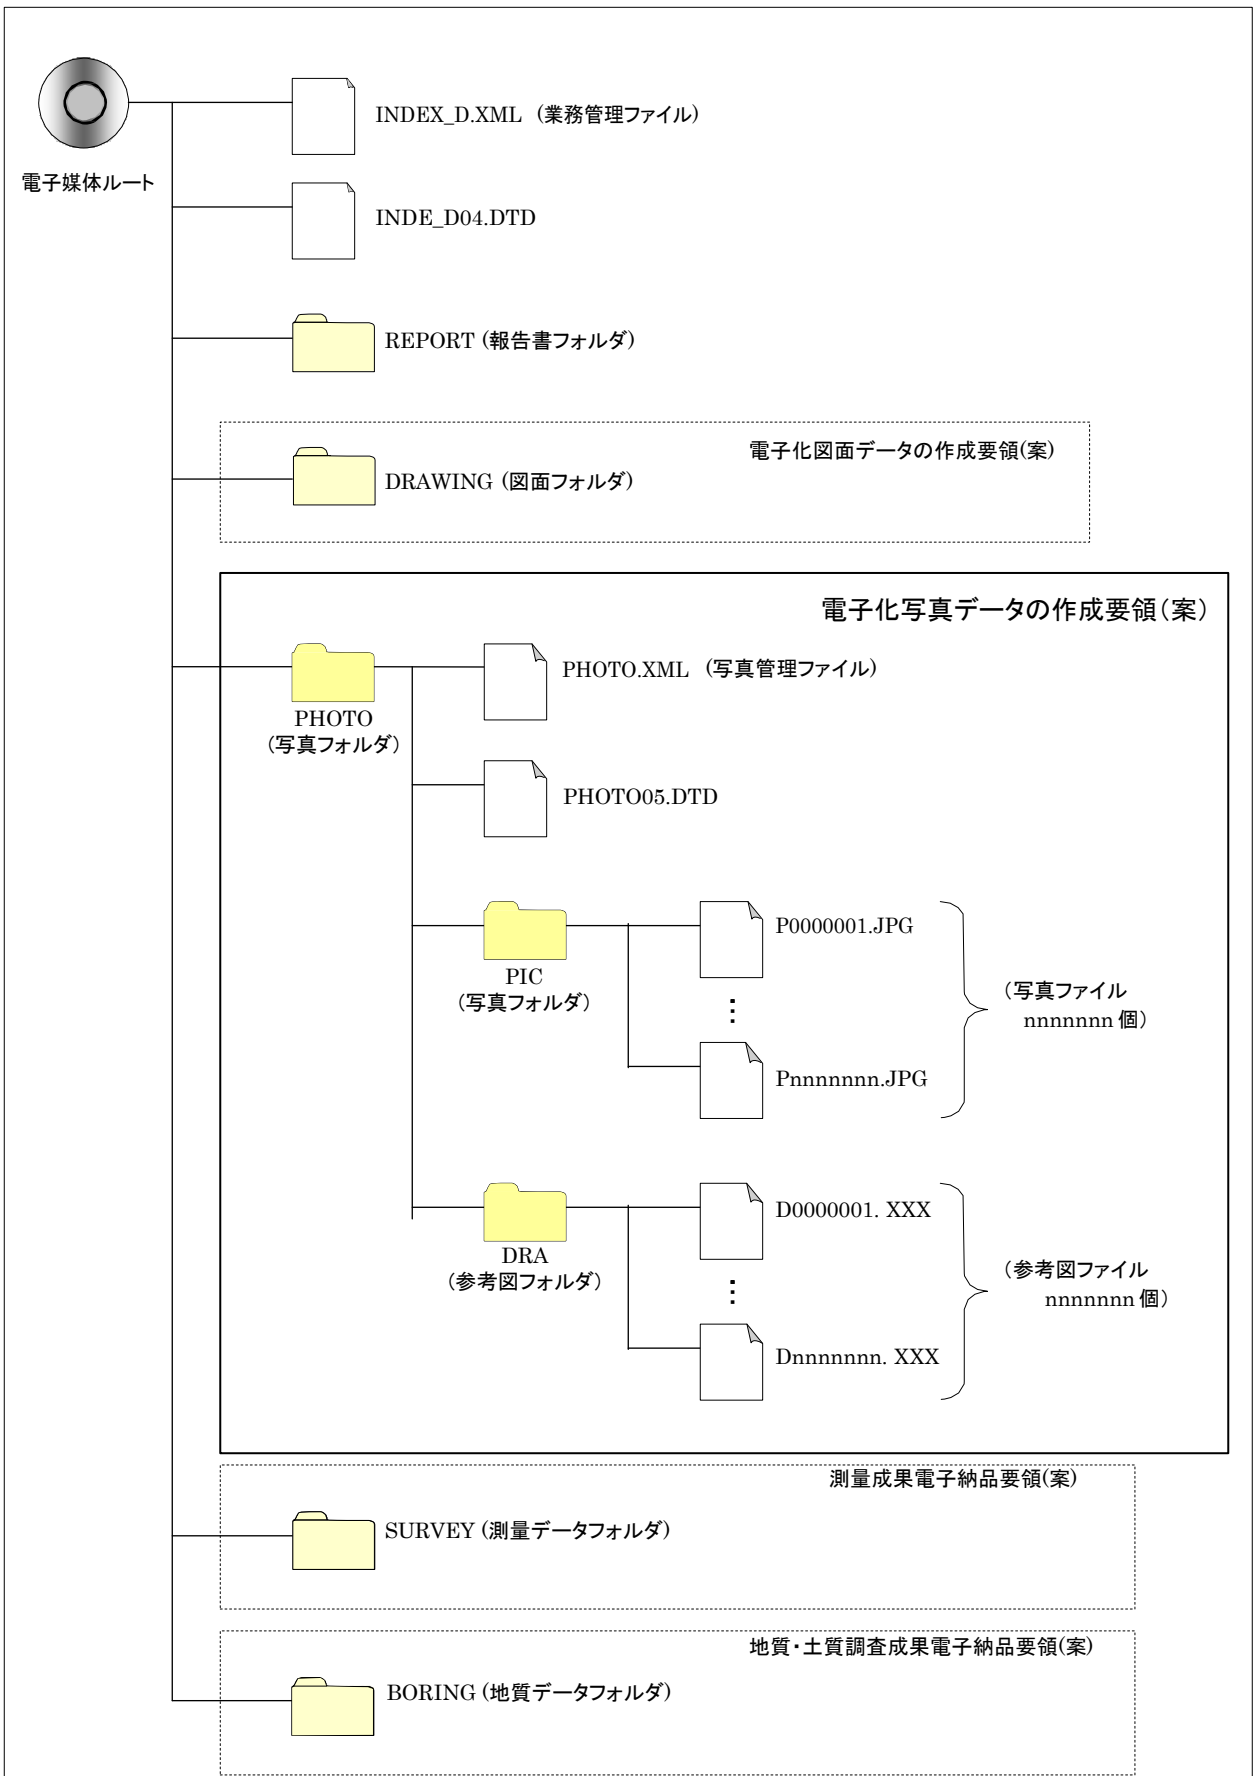 電子媒体ルート
INDEX_D.XML (業務管理ファイル)
INDE_D04.DTD
REPORT (報告書フォルダ)
電子化図面データの作成要領(案)
DRAWING (図面フォルダ)
電子化写真データの作成要領(案)
PHOTO
(写真フォルダ)
PHOTO.XML (写真管理ファイル)
PHOTO05.DTD
PIC
(写真フォルダ)
P0000001.JPG
⋮
Pnnnnnnn.JPG
(写真ファイル
nnnnnnn 個)
DRA
(参考図フォルダ)
D0000001. XXX
⋮
Dnnnnnnn. XXX
(参考図ファイル
nnnnnnn 個)
測量成果電子納品要領(案)
SURVEY (測量データフォルダ)
地質・土質調査成果電子納品要領(案)
BORING (地質データフォルダ)